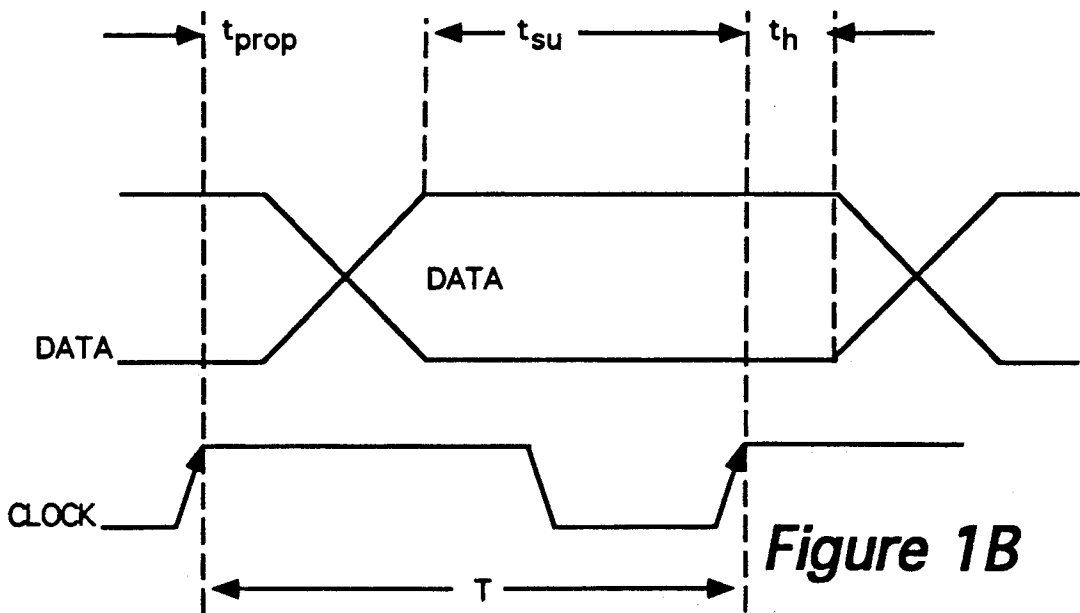 tprop tsu th
DATA
DATA
CLOCK
T
Figure 1B